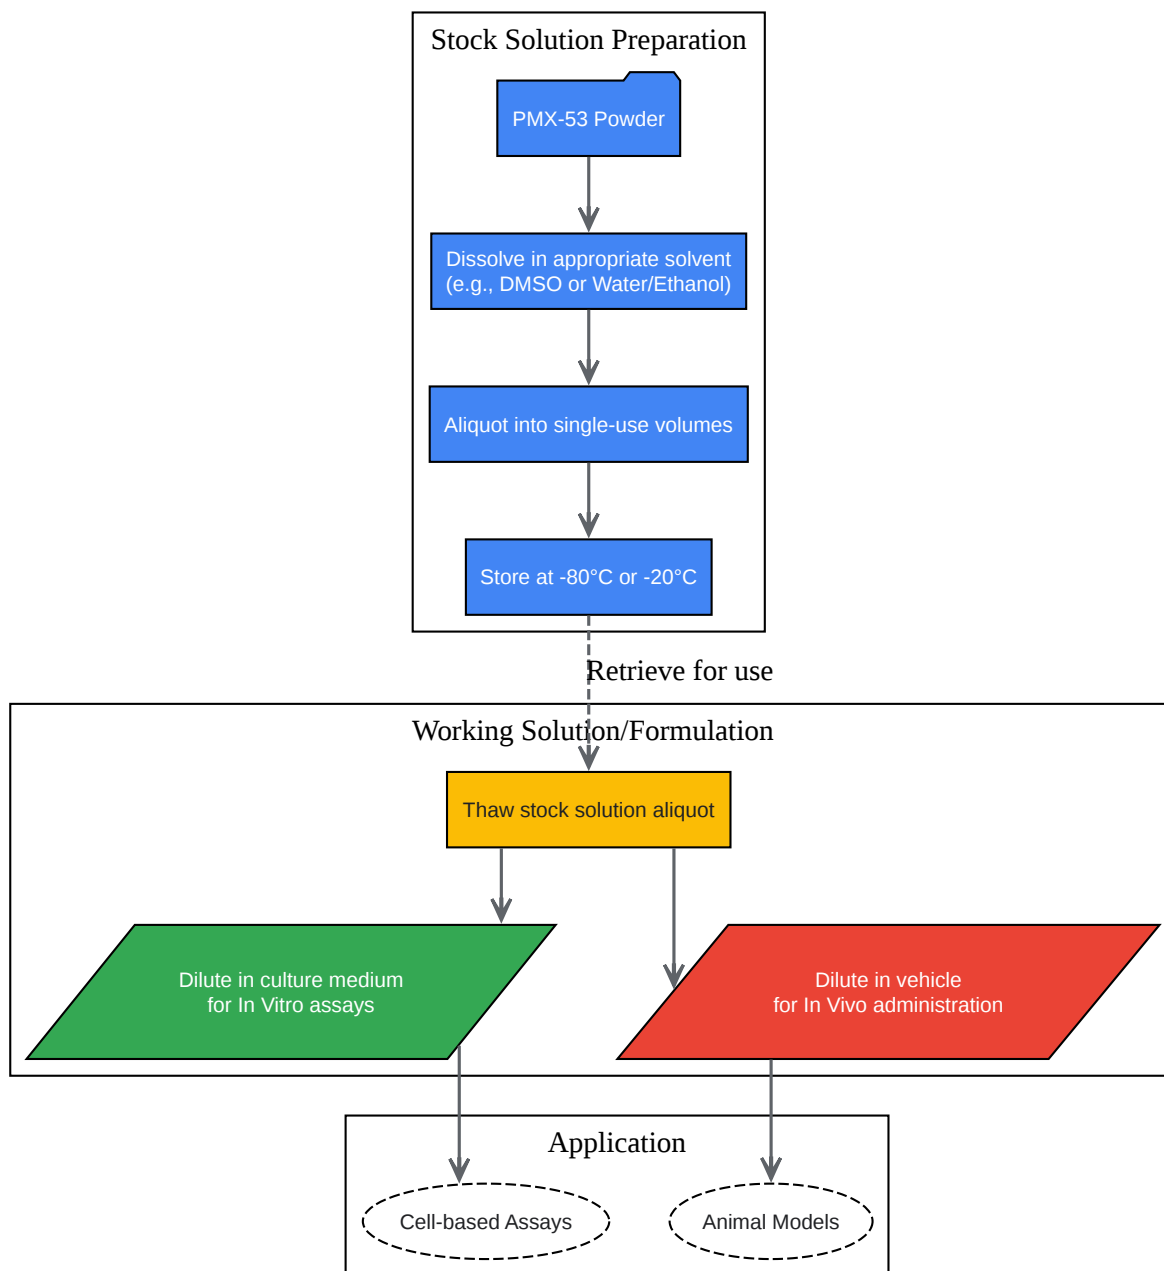 Stock Solution Preparation
PMX-53 Powder
Dissolve in appropriate solvent
(e.g., DMSO or Water/Ethanol)
Aliquot into single-use volumes
Store at -80°C or -20°C
Retrieve for use
Working Solution/Formulation
Thaw stock solution aliquot
Dilute in culture medium
for In Vitro assays
Dilute in vehicle
for In Vivo administration
Application
Cell-based Assays
Animal Models